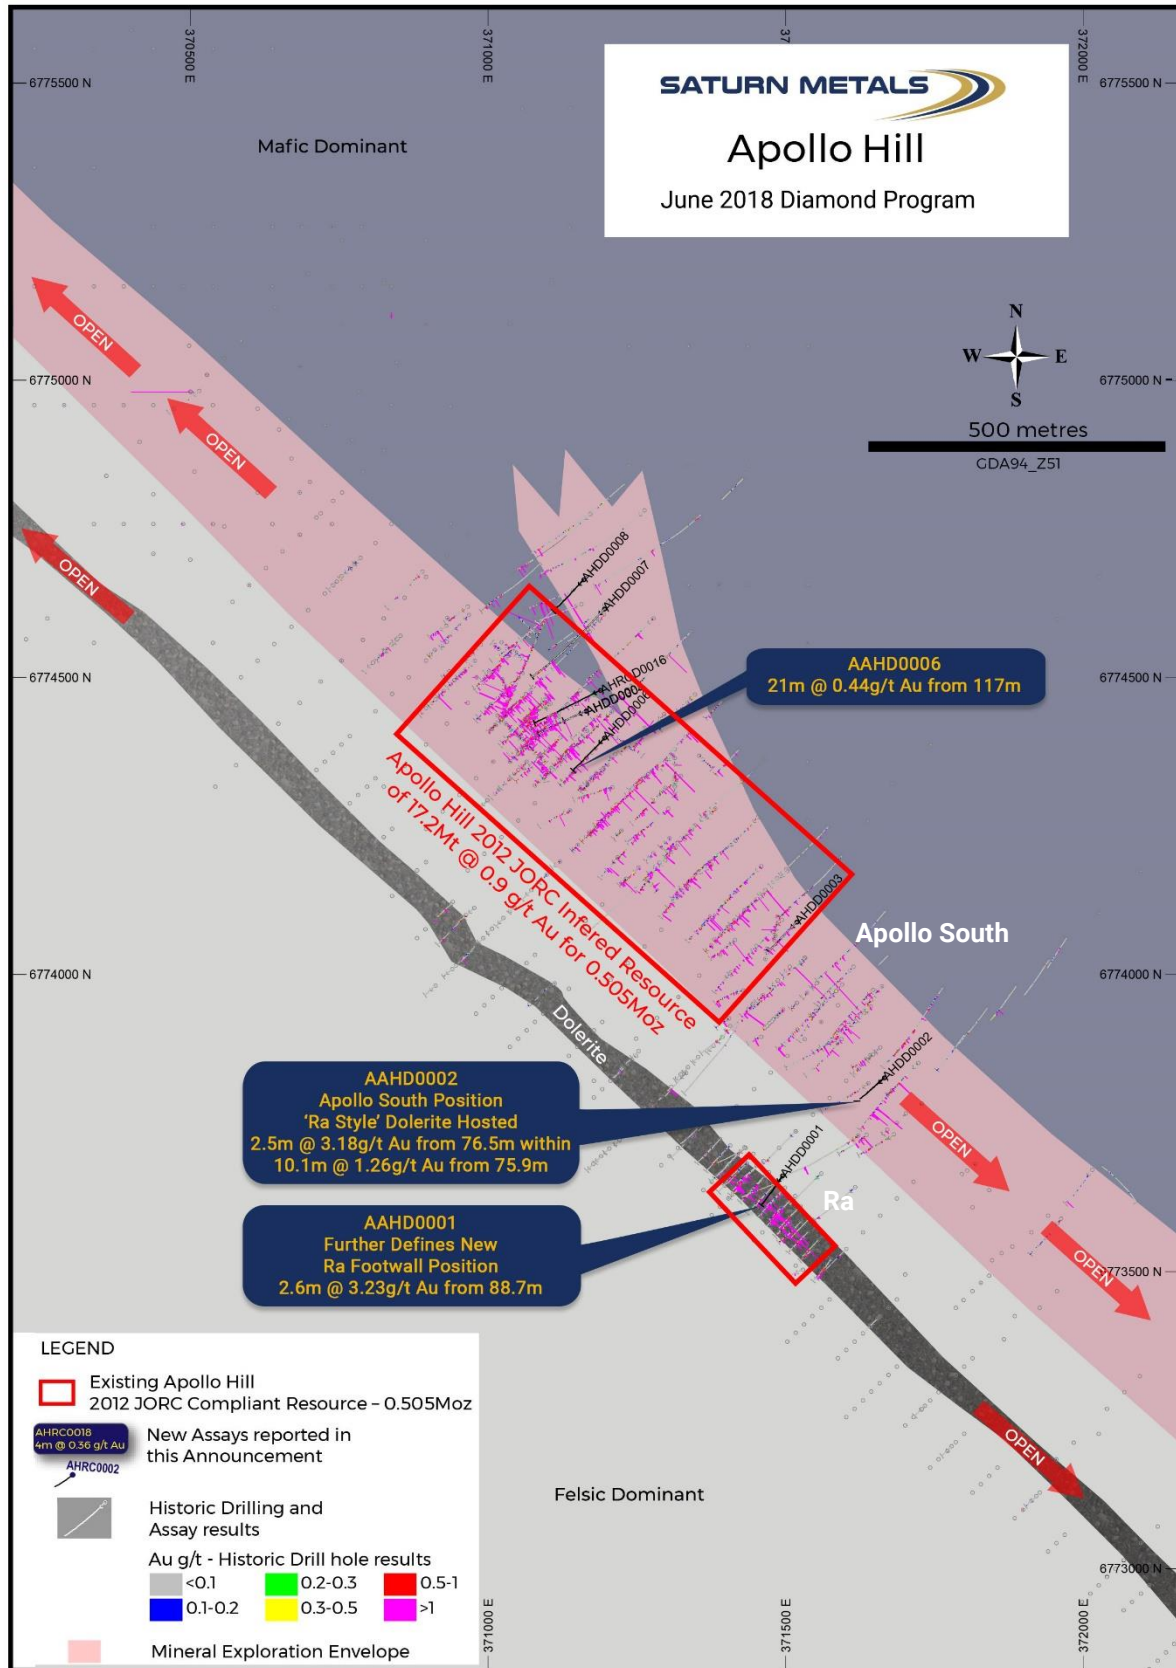 370500 E
371000 E
37
372000 E
6775500 N
6775500 N
SATURN METALS
Apollo Hill
June 2018 Diamond Program
Mafic Dominant
OPEN
OPEN
OPEN
N
W E
S
6775000 N
6775000 N
500 metres
GDA94_Z51
AHDD0008
AHDD0007
AHRCD0016
AHDD0006
6774500 N
6774500 N
AAHD0006
21m @ 0.44g/t Au from 117m
Apollo Hill 2012 JORC Infered Resource
of 17.2Mt @ 0.9 g/t Au for 0.505Moz
AHDD0003
Apollo South
6774000 N
6774000 N
Dolerite
AHDD0002
AAHD0002
Apollo South Position
‘Ra Style’ Dolerite Hosted
2.5m @ 3.18g/t Au from 76.5m within
10.1m @ 1.26g/t Au from 75.9m
OPEN
AHDD0001
Ra
AAHD0001
Further Defines New
Ra Footwall Position
2.6m @ 3.23g/t Au from 88.7m
OPEN
6773500 N
OPEN
Felsic Dominant
6773000 N
LEGEND
Existing Apollo Hill
2012 JORC Compliant Resource – 0.505Moz
AHRC0018
4m @ 0.36 g/t Au
AHRC0002
New Assays reported in
this Announcement
Historic Drilling and
Assay results
Au g/t - Historic Drill hole results
<0.1 0.2-0.3 0.5-1
0.1-0.2 0.3-0.5 >1
Mineral Exploration Envelope
371000 E
371500 E
372000 E